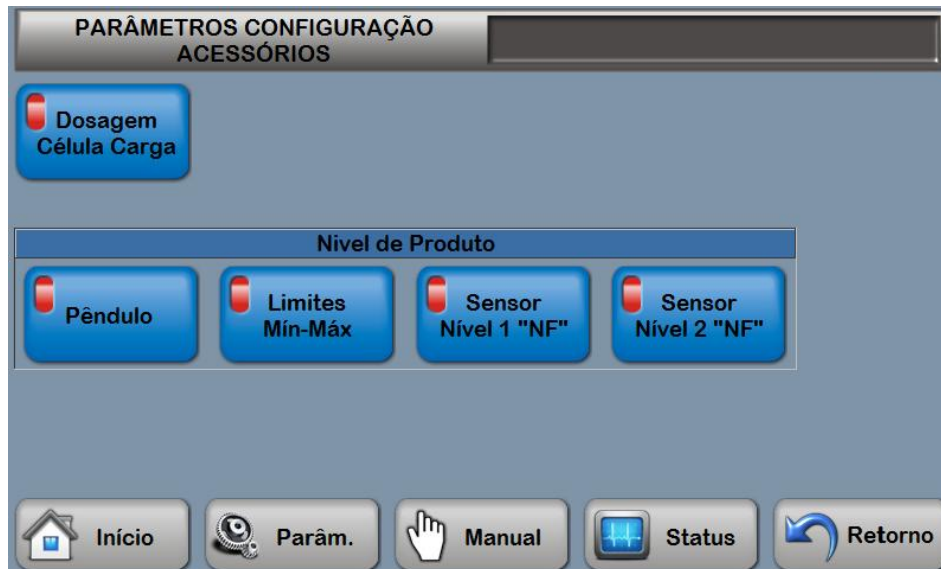 PARÂMETROS CONFIGURAÇÃO
ACESSÓRIOS
Dosagem
Célula Carga
Nivel de Produto
Pêndulo
Limites
Mín-Máx
Sensor
Nível 1 "NF"
Sensor
Nível 2 "NF"
Início
Parâm.
Manual
Status
Retorno